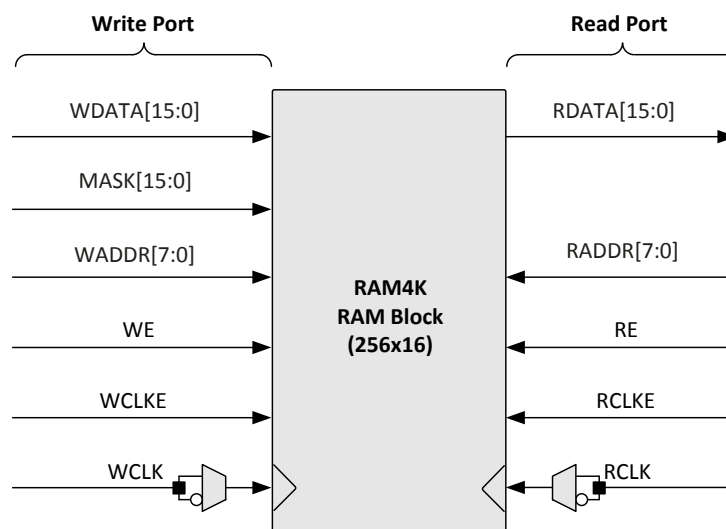 Write Port
Read Port
WDATA[15:0]
RDATA[15:0]
MASK[15:0]
WADDR[7:0]
RADDR[7:0]
RAM4K
RAM Block
(256x16)
WE
RE
WCLKE
RCLKE
WCLK
RCLK